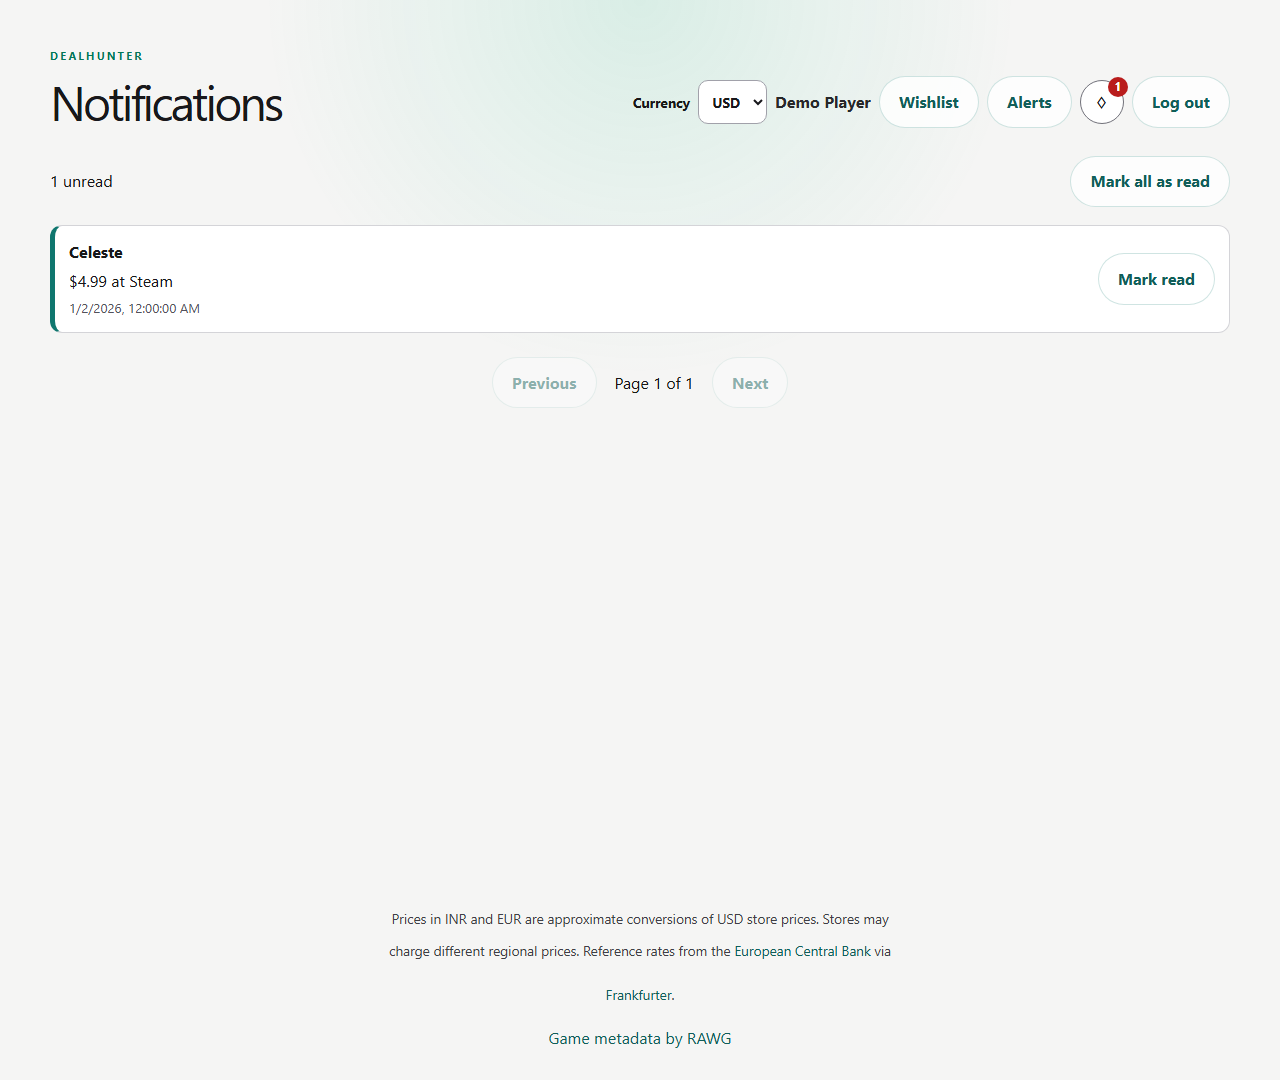 DEALHUNTER
Notifications
Currency USD Demo Player Wishlist Alerts 1 Log out
1 unread
Mark all as read
Celeste
$4.99 at Steam
1/2/2026, 12:00:00 AM
Mark read
Previous Page 1 of 1 Next
Prices in INR and EUR are approximate conversions of USD store prices. Stores may
charge different regional prices. Reference rates from the European Central Bank via
Frankfurter.
Game metadata by RAWG